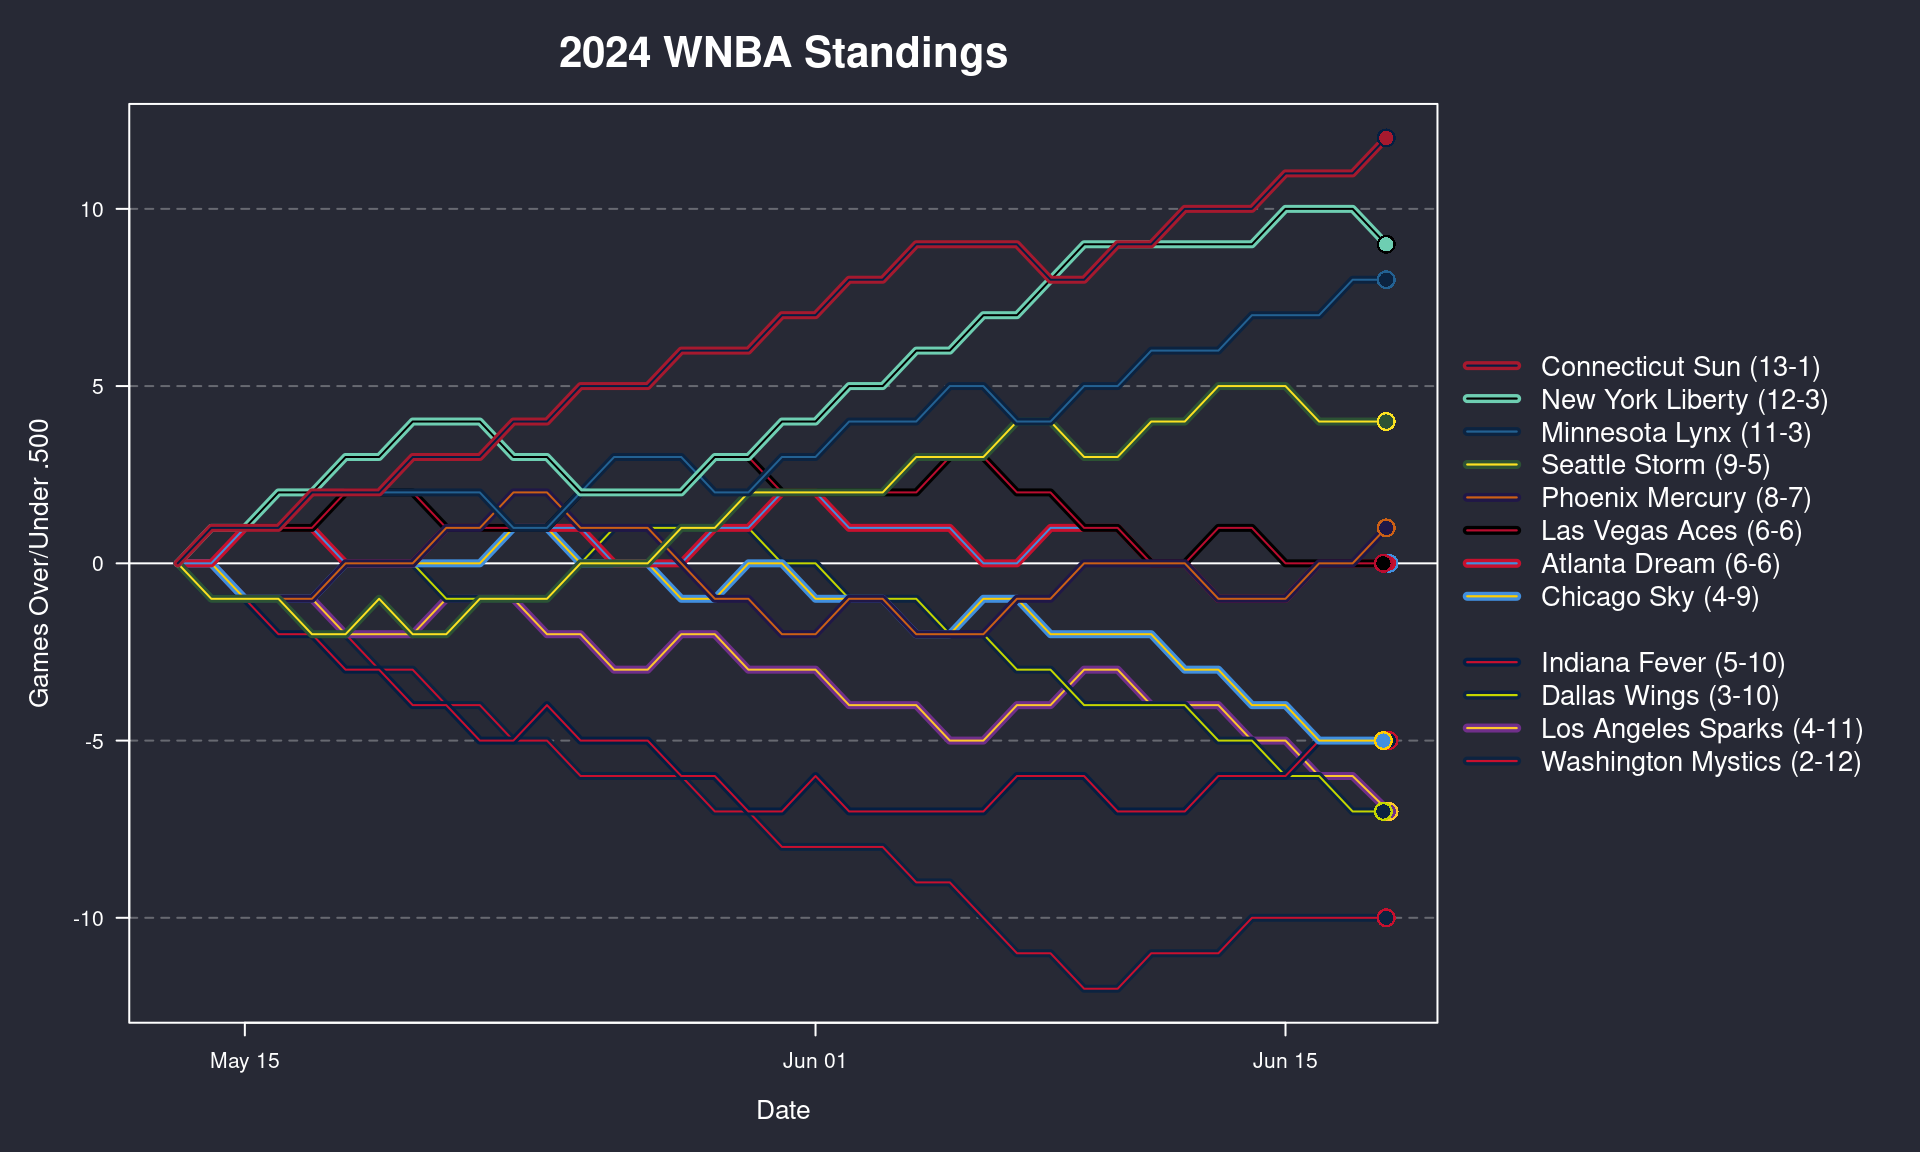 2024 WNBA Standings
Games Over/Under .500
10
5
0
-5
-10
May 15
Jun 01
Jun 15
Date
Connecticut Sun (13-1)
New York Liberty (12-3)
Minnesota Lynx (11-3)
Seattle Storm (9-5)
Phoenix Mercury (8-7)
Las Vegas Aces (6-6)
Atlanta Dream (6-6)
Chicago Sky (4-9)
Indiana Fever (5-10)
Dallas Wings (3-10)
Los Angeles Sparks (4-11)
Washington Mystics (2-12)